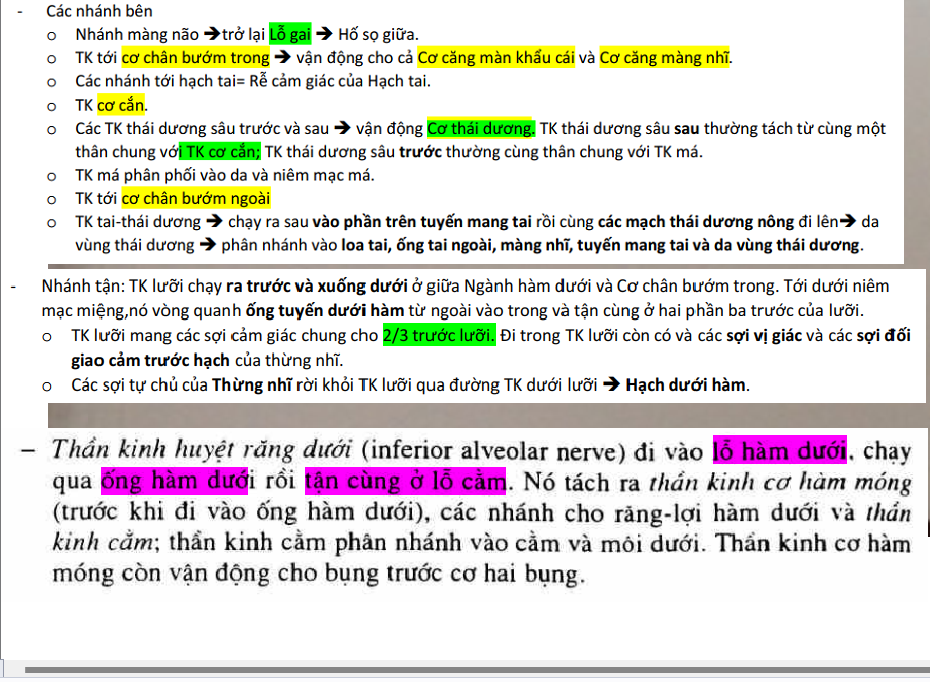 - Các nhánh bên
o Nhánh màng não ➔trở lại Lỗ gai ➔ Hố sọ giữa.
o TK tới cơ chân bướm trong ➔ vận động cho cả Cơ căng màn khẩu cái và Cơ căng màng nhĩ.
o Các nhánh tới hạch tai= Rễ cảm giác của Hạch tai.
o TK cơ cắn.
o Các TK thái dương sâu trước và sau ➔ vận động Cơ thái dương. TK thái dương sâu sau thường tách từ cùng một
thân chung với TK cơ cắn; TK thái dương sâu trước thường cùng thân chung với TK má.
o TK má phân phối vào da và niêm mạc má.
o TK tới cơ chân bướm ngoài
o TK tai-thái dương ➔ chạy ra sau vào phần trên tuyến mang tai rồi cùng các mạch thái dương nông đi lên➔ da
vùng thái dương ➔ phân nhánh vào loa tai, ống tai ngoài, màng nhĩ, tuyến mang tai và da vùng thái dương.
- Nhánh tận: TK lưỡi chạy ra trước và xuống dưới ở giữa Ngành hàm dưới và Cơ chân bướm trong. Tới dưới niêm
mạc miệng,nó vòng quanh ống tuyến dưới hàm từ ngoài vào trong và tận cùng ở hai phần ba trước của lưỡi.
o TK lưỡi mang các sợi cảm giác chung cho 2/3 trước lưỡi. Đi trong TK lưỡi còn có và các sợi vị giác và các sợi đối
giao cảm trước hạch của thừng nhĩ.
o Các sợi tự chủ của Thừng nhĩ rời khỏi TK lưỡi qua đường TK dưới lưỡi ➔ Hạch dưới hàm.
– Thần kinh huyệt răng dưới (inferior alveolar nerve) đi vào lỗ hàm dưới, chạy
qua ống hàm dưới rồi tận cùng ở lỗ cằm. Nó tách ra thần kinh cơ hàm móng
(trước khi đi vào ống hàm dưới), các nhánh cho răng-lợi hàm dưới và thần
kinh cằm; thần kinh cằm phân nhánh vào cằm và môi dưới. Thần kinh cơ hàm
móng còn vận động cho bụng trước cơ hai bụng.